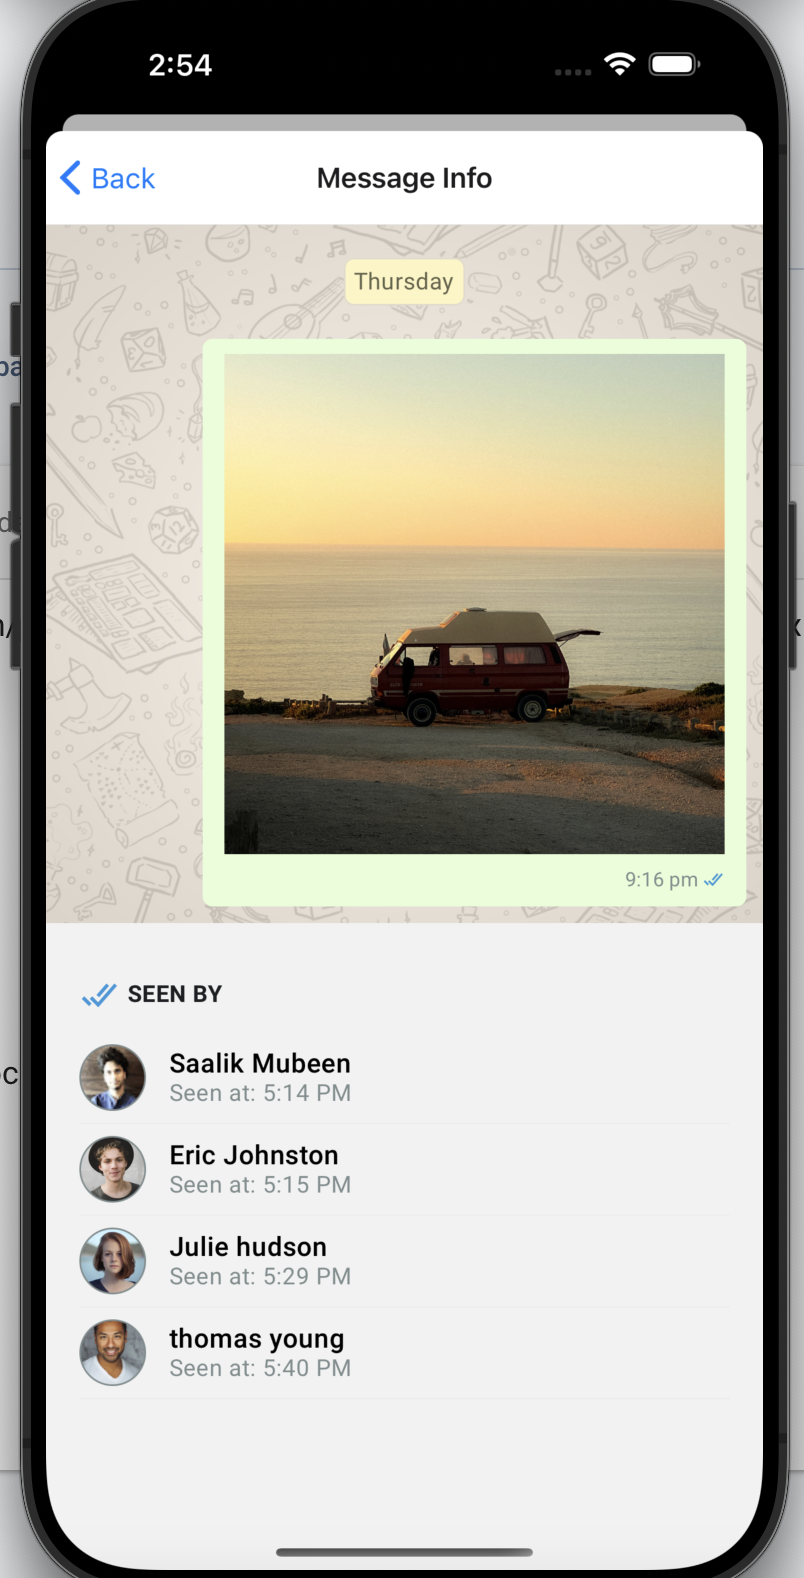 2:54
Back
Message Info
Thursday
9:16 pm
SEEN BY
Saalik Mubeen
Seen at: 5:14 PM
Eric Johnston
Seen at: 5:15 PM
Julie hudson
Seen at: 5:29 PM
thomas young
Seen at: 5:40 PM